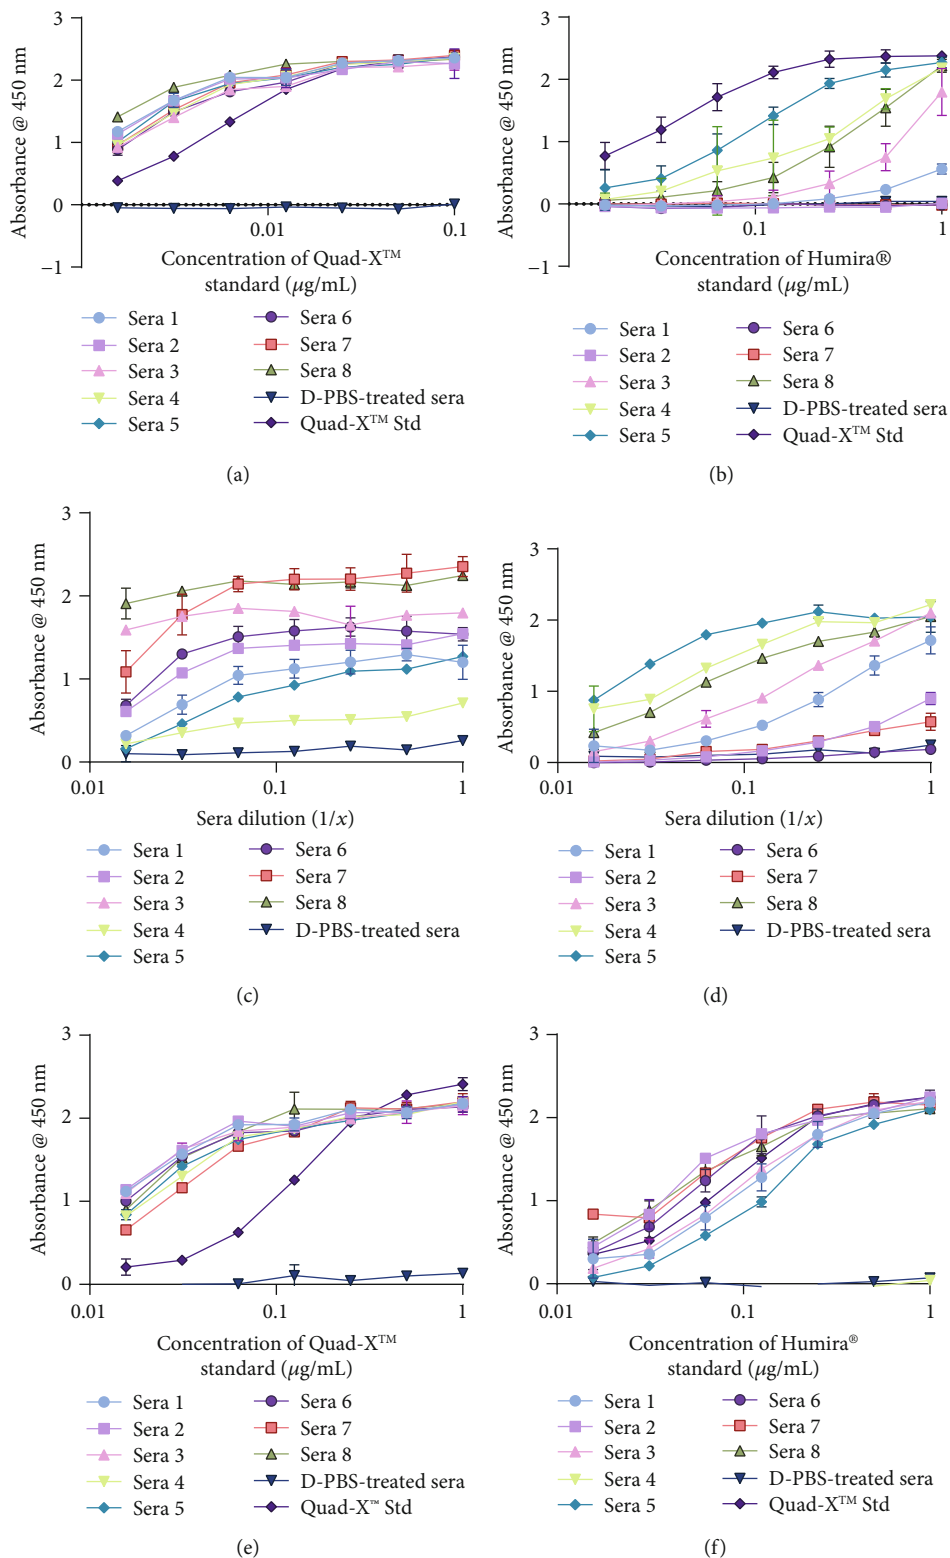 3
2
1
0
−1
Absorbance @ 450 nm
0.01
0.1
Concentration of Quad-X™
standard (µg/mL)
Sera 1
Sera 2
Sera 3
Sera 4
Sera 5
Sera 6
Sera 7
Sera 8
D-PBS-treated sera
Quad-X™ Std
(a)
3
2
1
0
−1
Absorbance @ 450 nm
0.1
1
Concentration of Humira®
standard (µg/mL)
Sera 1
Sera 2
Sera 3
Sera 4
Sera 5
Sera 6
Sera 7
Sera 8
D-PBS-treated sera
Quad-X™ Std
(b)
3
2
1
0
Absorbance @ 450 nm
0.01
0.1
1
Sera dilution (1/x)
Sera 1
Sera 2
Sera 3
Sera 4
Sera 5
Sera 6
Sera 7
Sera 8
D-PBS-treated sera
(c)
3
2
1
0
Absorbance @ 450 nm
0.01
0.1
1
Sera dilution (1/x)
Sera 1
Sera 2
Sera 3
Sera 4
Sera 5
Sera 6
Sera 7
Sera 8
D-PBS-treated sera
(d)
3
2
1
0
Absorbance @ 450 nm
0.01
0.1
1
Concentration of Quad-X™
standard (µg/mL)
Sera 1
Sera 2
Sera 3
Sera 4
Sera 5
Sera 6
Sera 7
Sera 8
D-PBS-treated sera
Quad-X™ Std
(e)
3
2
1
0
Absorbance @ 450 nm
0.01
0.1
1
Concentration of Humira®
standard (µg/mL)
Sera 1
Sera 2
Sera 3
Sera 4
Sera 5
Sera 6
Sera 7
Sera 8
D-PBS-treated sera
Quad-X™ Std
(f)